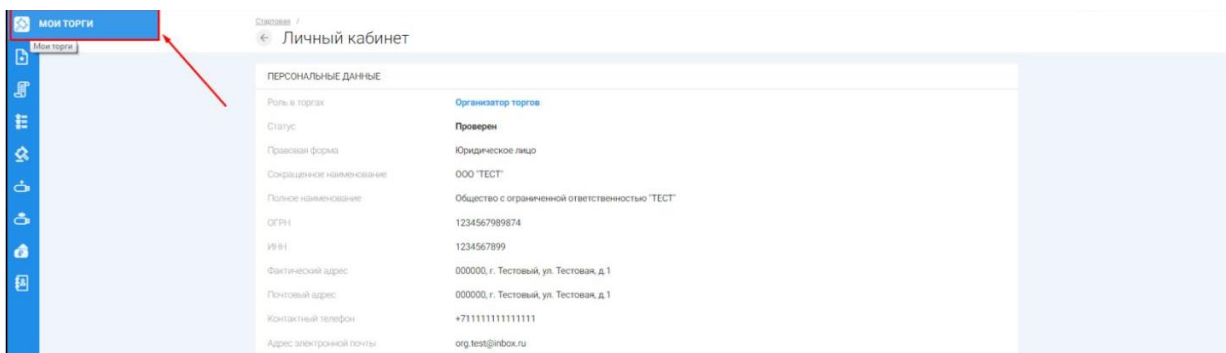 МОИ ТОРГИ
Мои торги
Стартовая /
Личный кабинет
ПЕРСОНАЛЬНЫЕ ДАННЫЕ
Роль в торгах Организатор торгов
Статус Проверен
Правовая форма Юридическое лицо
Сокращенное наименование ООО "ТЕСТ"
Полное наименование Общество с ограниченной ответственностью "ТЕСТ"
ОГРН 1234567989874
ИНН 1234567899
Фактический адрес 000000, г. Тестовый, ул. Тестовая, д.1
Почтовый адрес 000000, г. Тестовый, ул. Тестовая, д.1
Контактный телефон +711111111111111
Адрес электронной почты org.test@inbox.ru